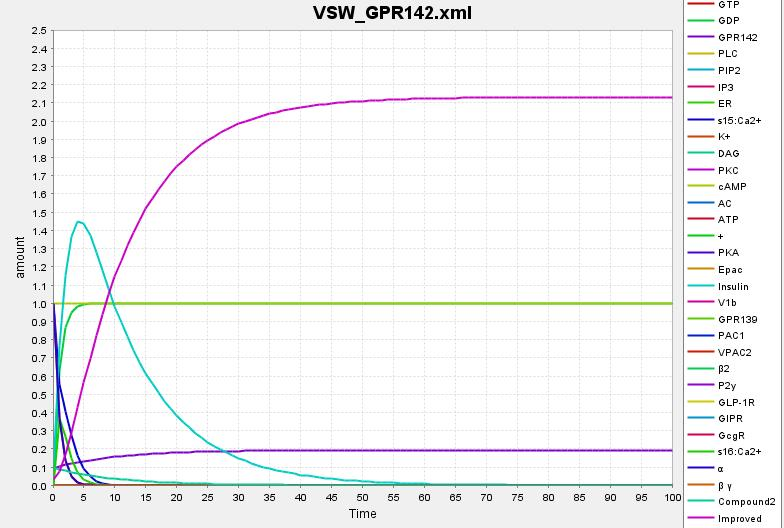 VSW_GPR142.xml
2.5
2.4
2.3
2.2
2.1
2.0
1.9
1.8
1.7
1.6
1.5
1.4
1.3
1.2
1.1
1.0
0.9
0.8
0.7
0.6
0.5
0.4
0.3
0.2
0.1
0.0
amount
0 5 10 15 20 25 30 35 40 45 50 55 60 65 70 75 80 85 90 95 100
Time
GTP
GDP
GPR142
PLC
PIP2
IP3
ER
s15:Ca2+
K+
DAG
PKC
cAMP
AC
ATP
+
PKA
Epac
Insulin
V1b
GPR139
PAC1
VPAC2
β2
P2y
GLP-1R
GIPR
GcgR
s16:Ca2+
α
β γ
Compound2
Improved